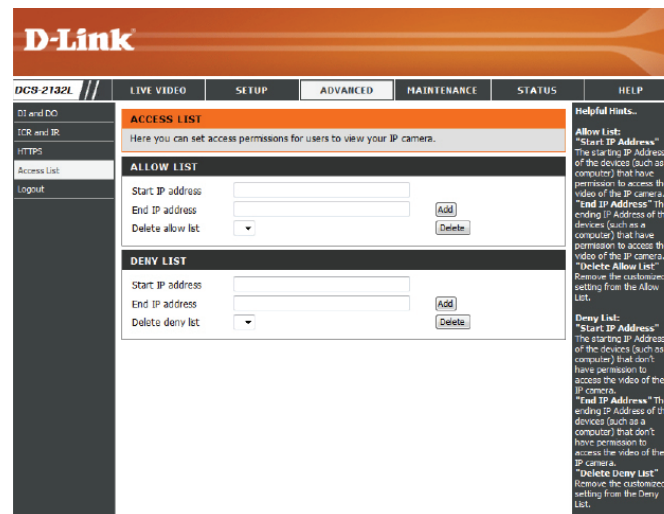 D-Link
DCS-2132L
LIVE VIDEO SETUP ADVANCED MAINTENANCE STATUS HELP
DI and DO
ICR and IR
HTTPS
Access List
Logout
ACCESS LIST
Here you can set access permissions for users to view your IP camera.
ALLOW LIST
Start IP address
End IP address Add
Delete allow list Delete
DENY LIST
Start IP address
End IP address Add
Delete deny list Delete
Helpful Hints..
Allow List:
"Start IP Address"
The starting IP Address
of the devices (such as
computer) that have
permission to access th
video of the IP camera.
"End IP Address" Th
ending IP Address of th
devices (such as a
computer) that have
permission to access th
video of the IP camera.
"Delete Allow List"
Remove the customized
setting from the Allow
List.
Deny List:
"Start IP Address"
The starting IP Address
of the devices (such as
computer) that don't
have permission to
access the video of the
IP camera.
"End IP Address" Th
ending IP Address of th
devices (such as a
computer) that don't
have permission to
access the video of the
IP camera.
"Delete Deny List"
Remove the customized
setting from the Deny
List.